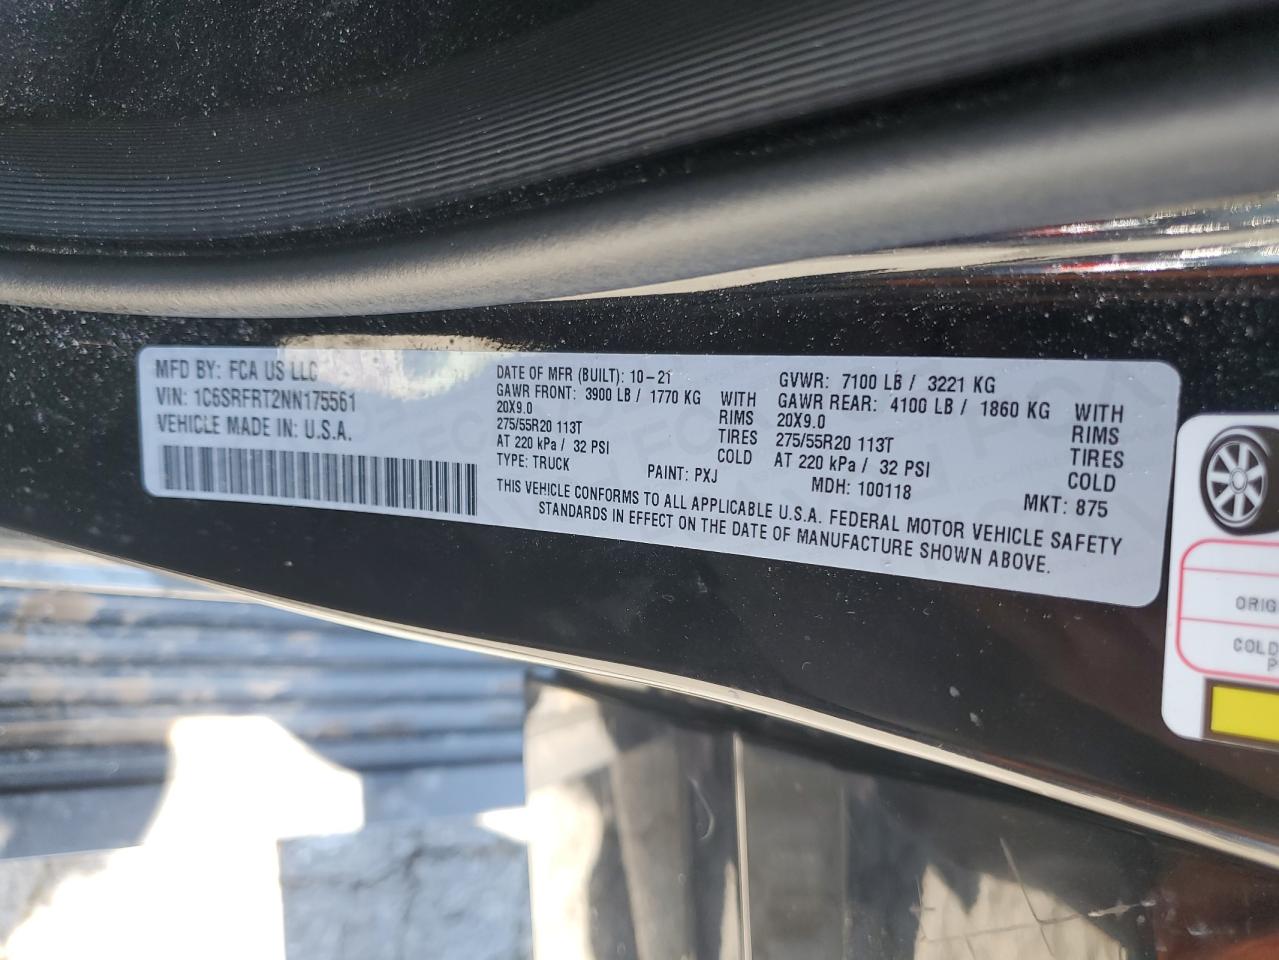 MFD BY: FCA US LLC
VIN: 1C6SRFRT2NN175561
VEHICLE MADE IN: U.S.A.
DATE OF MFR (BUILT): 10-21
GAWR FRONT: 3900 LB / 1770 KG WITH
20X9.0 RIMS
275/55R20 113T TIRES
AT 220 kPa / 32 PSI COLD
TYPE: TRUCK PAINT: PXJ
GVWR: 7100 LB / 3221 KG
GAWR REAR: 4100 LB / 1860 KG WITH
20X9.0 RIMS
275/55R20 113T TIRES
AT 220 kPa / 32 PSI COLD
MDH: 100118 MKT: 875
THIS VEHICLE CONFORMS TO ALL APPLICABLE U.S.A. FEDERAL MOTOR VEHICLE SAFETY
STANDARDS IN EFFECT ON THE DATE OF MANUFACTURE SHOWN ABOVE.
ORIG
COLD
P